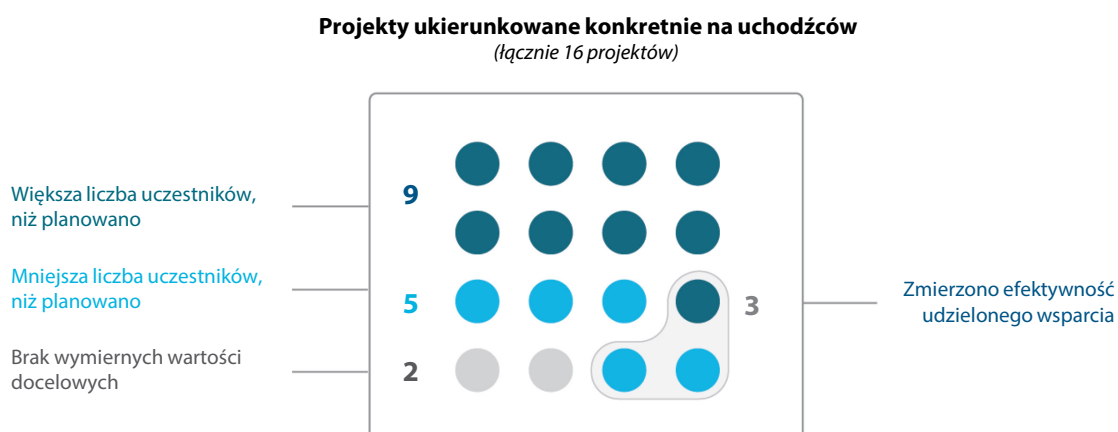 Projekty ukierunkowane konkretnie na uchodźców
(łącznie 16 projektów)
Większa liczba uczestników,
niż planowano
9
Mniejsza liczba uczestników,
niż planowano
5
Brak wymiernych wartości
docelowych
2
3
Zmierzono efektywność
udzielonego wsparcia